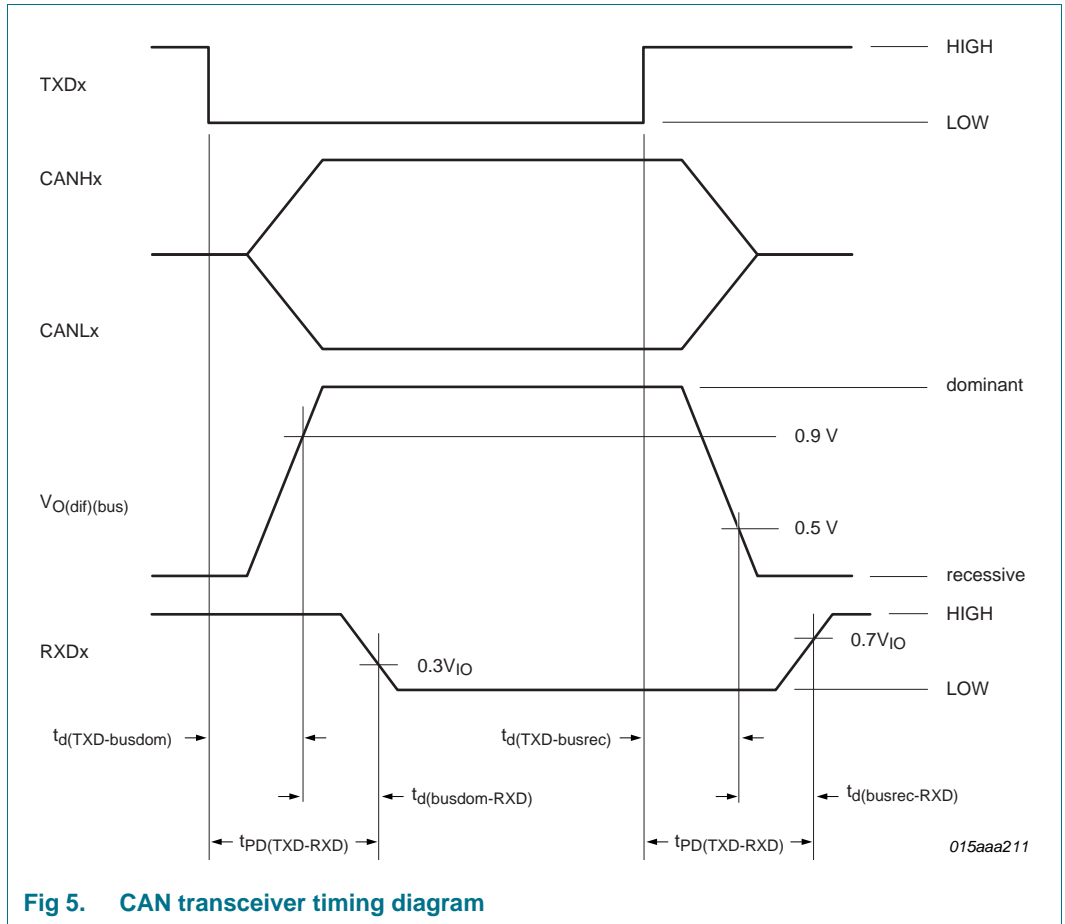 HIGH
TXDx
LOW
CANHx
CANLx
dominant
0.9 V
VO(dif)(bus)
0.5 V
recessive
HIGH
RXDx
0.7VIO
0.3VIO
LOW
td(TXD-busdom)
td(TXD-busrec)
td(busdom-RXD)
td(busrec-RXD)
tPD(TXD-RXD)
tPD(TXD-RXD)
015aaa211
Fig 5. CAN transceiver timing diagram